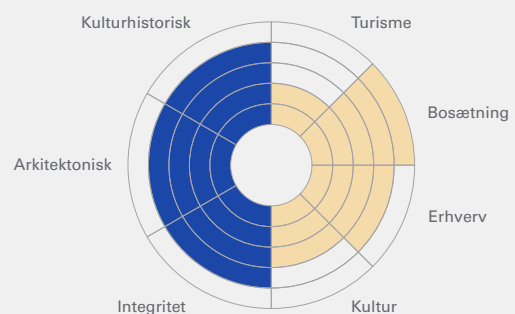 Kulturhistorisk
Turisme
Bosætning
Arkitektonisk
Erhverv
Integritet
Kultur